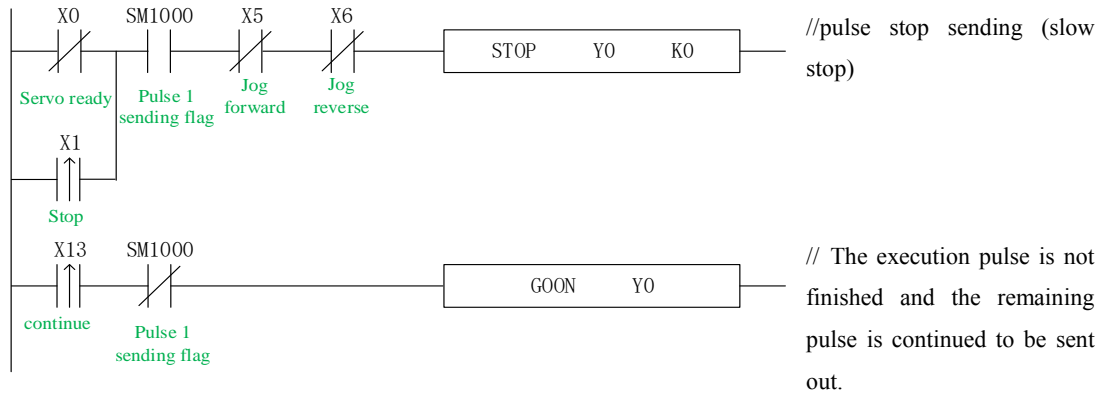 X0 SM1000 X5 X6
STOP Y0 K0
Servo ready
Pulse 1
sending flag
Jog
forward
Jog
reverse
//pulse stop sending (slow
stop)
X1
Stop
X13 SM1000
GOON Y0
continue
Pulse 1
sending flag
// The execution pulse is not
finished and the remaining
pulse is continued to be sent
out.